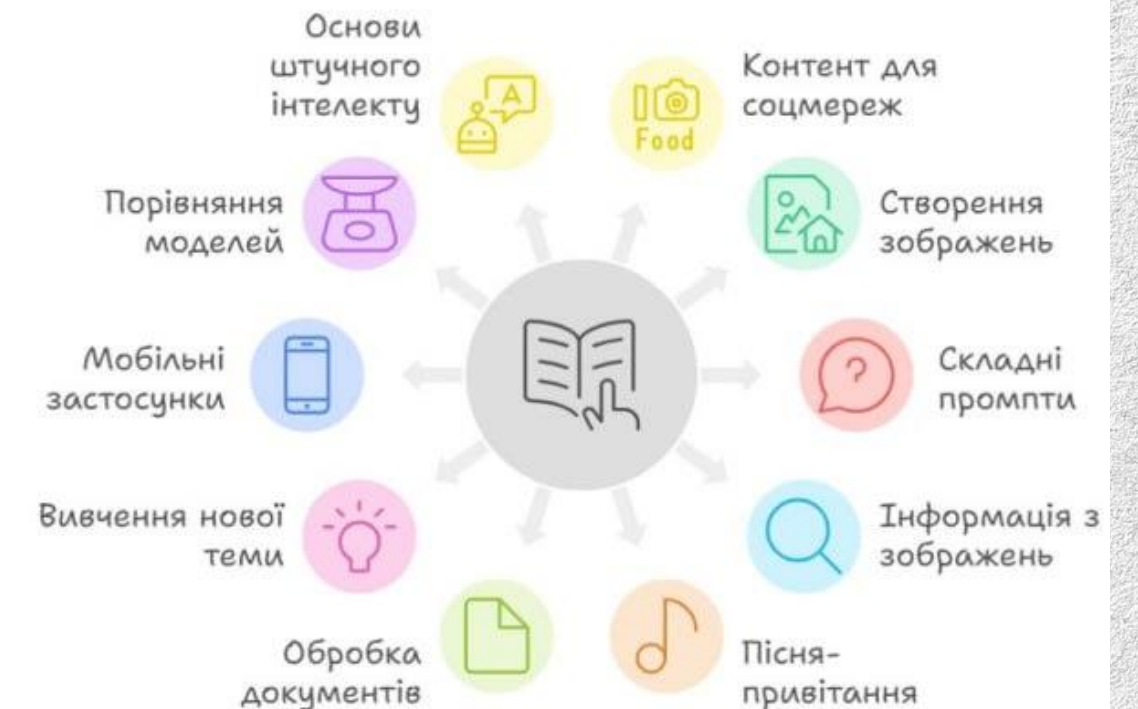 Основи
штучного
інтелекту
A
Food
Контент для
соцмереж
Порівняння
моделей
Створення
зображень
Мобільні
застосунки
?
Складні
промпти
Вивчення нової
теми
Інформація з
зображень
Обробка
документів
Пісня-
привітання